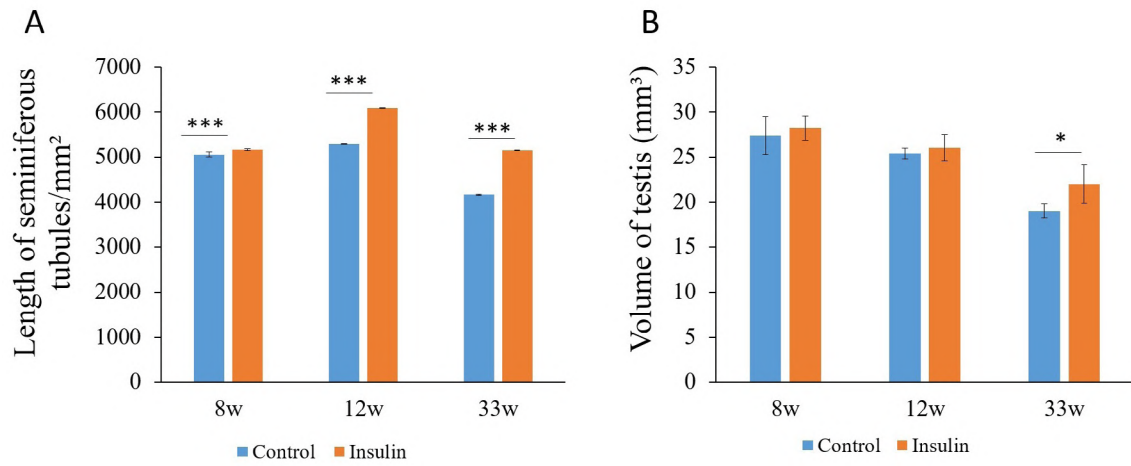 A
Length of seminiferous
tubules/mm²
7000
6000
5000
4000
3000
2000
1000
0
***
***
***
8w
12w
33w
Control
Insulin
B
Volume of testis (mm³)
35
30
25
20
15
10
5
0
*
8w
12w
33w
Control
Insulin